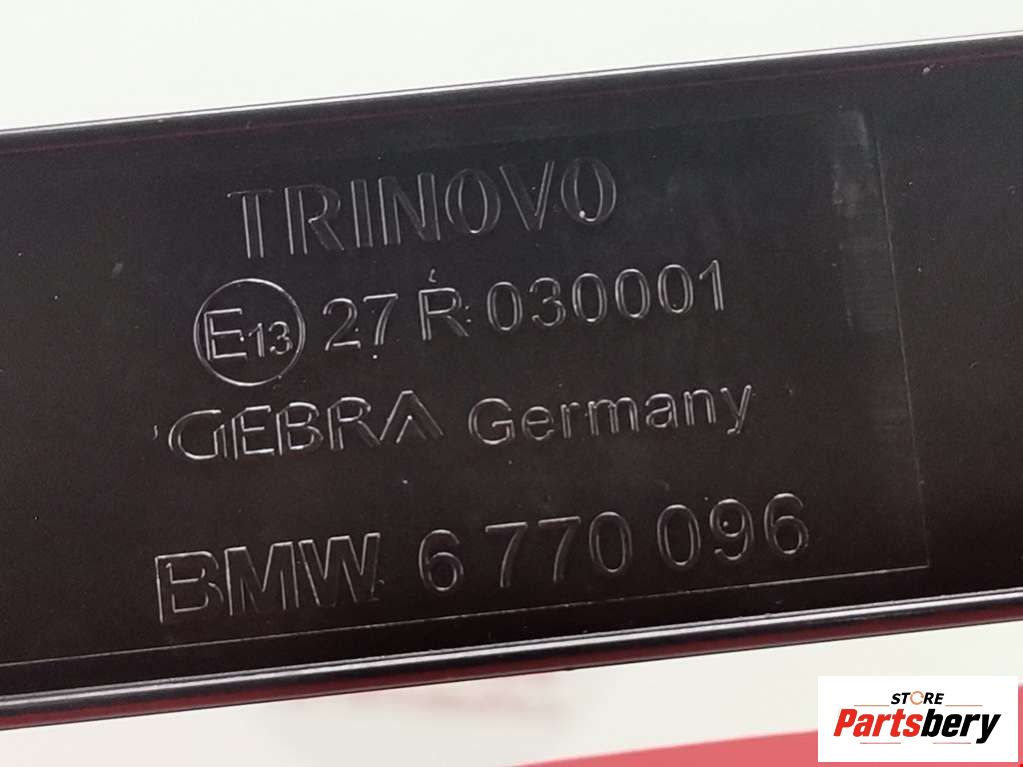 TRINOVO
E13 27 R 030001
GEBRA Germany
BMW 6 770 096
STORE
Partsbery